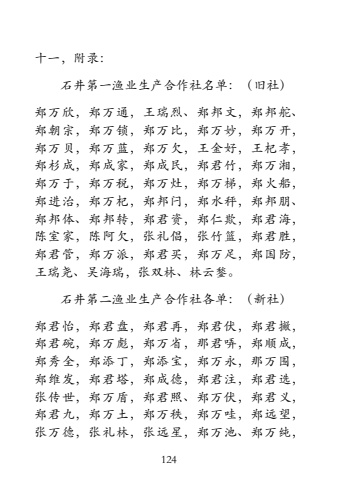 十一，附录：
石井第一渔业生产合作社名单：（旧社）
郑万欣，郑万通，王瑞烈、郑邦文，郑邦舵、
郑朝宗，郑万锁，郑万比，郑万妙，郑万开，
郑万贝，郑万蓝，郑万欠，王金好，王杞孝，
郑杉成，郑成家，郑成民，郑君竹，郑万湘，
郑万于，郑万税，郑万灶，郑万梯，郑火船，
郑进治，郑万杞，郑邦闩，郑水秤，郑邦朋、
郑邦体、郑邦转，郑君资，郑仁欺，郑君海，
陈室家，陈阿欠，张礼倡，张竹篮，郑君胜，
郑君管，郑万派，郑君买，郑万足，郑国防，
王瑞尧、吴海瑞，张双林、林云鍪。
石井第二渔业生产合作社各单：（新社）
郑君怡，郑君盘，郑君再，郑君伏，郑君搬，
郑君碗，郑万彪，郑万省，那君哢，郑顺成，
郑秀全，郑添丁，郑添宝，郑万永，那万围，
郑维发，郑君塔，郑成德，郑君注，郑君选，
张传世，郑万盾，郑君照、郑万伏，郑君义，
郑君九，郑万土，郑万秩，郑万哇，郑远望，
张万德，张礼林，张远星，郑万池、郑万纯，
124